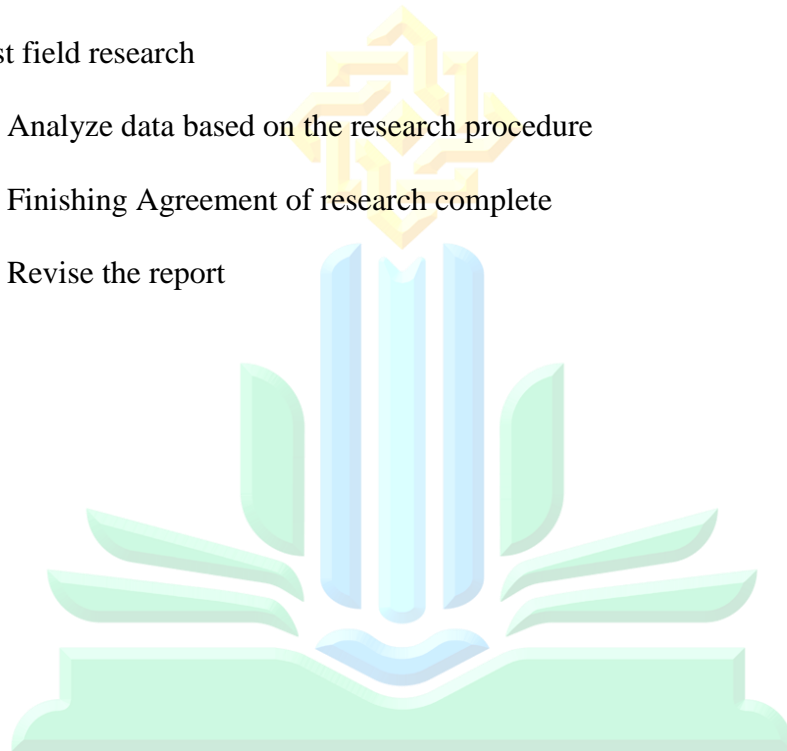 st field research
Analyze data based on the research procedure
Finishing Agreement of research complete
Revise the report